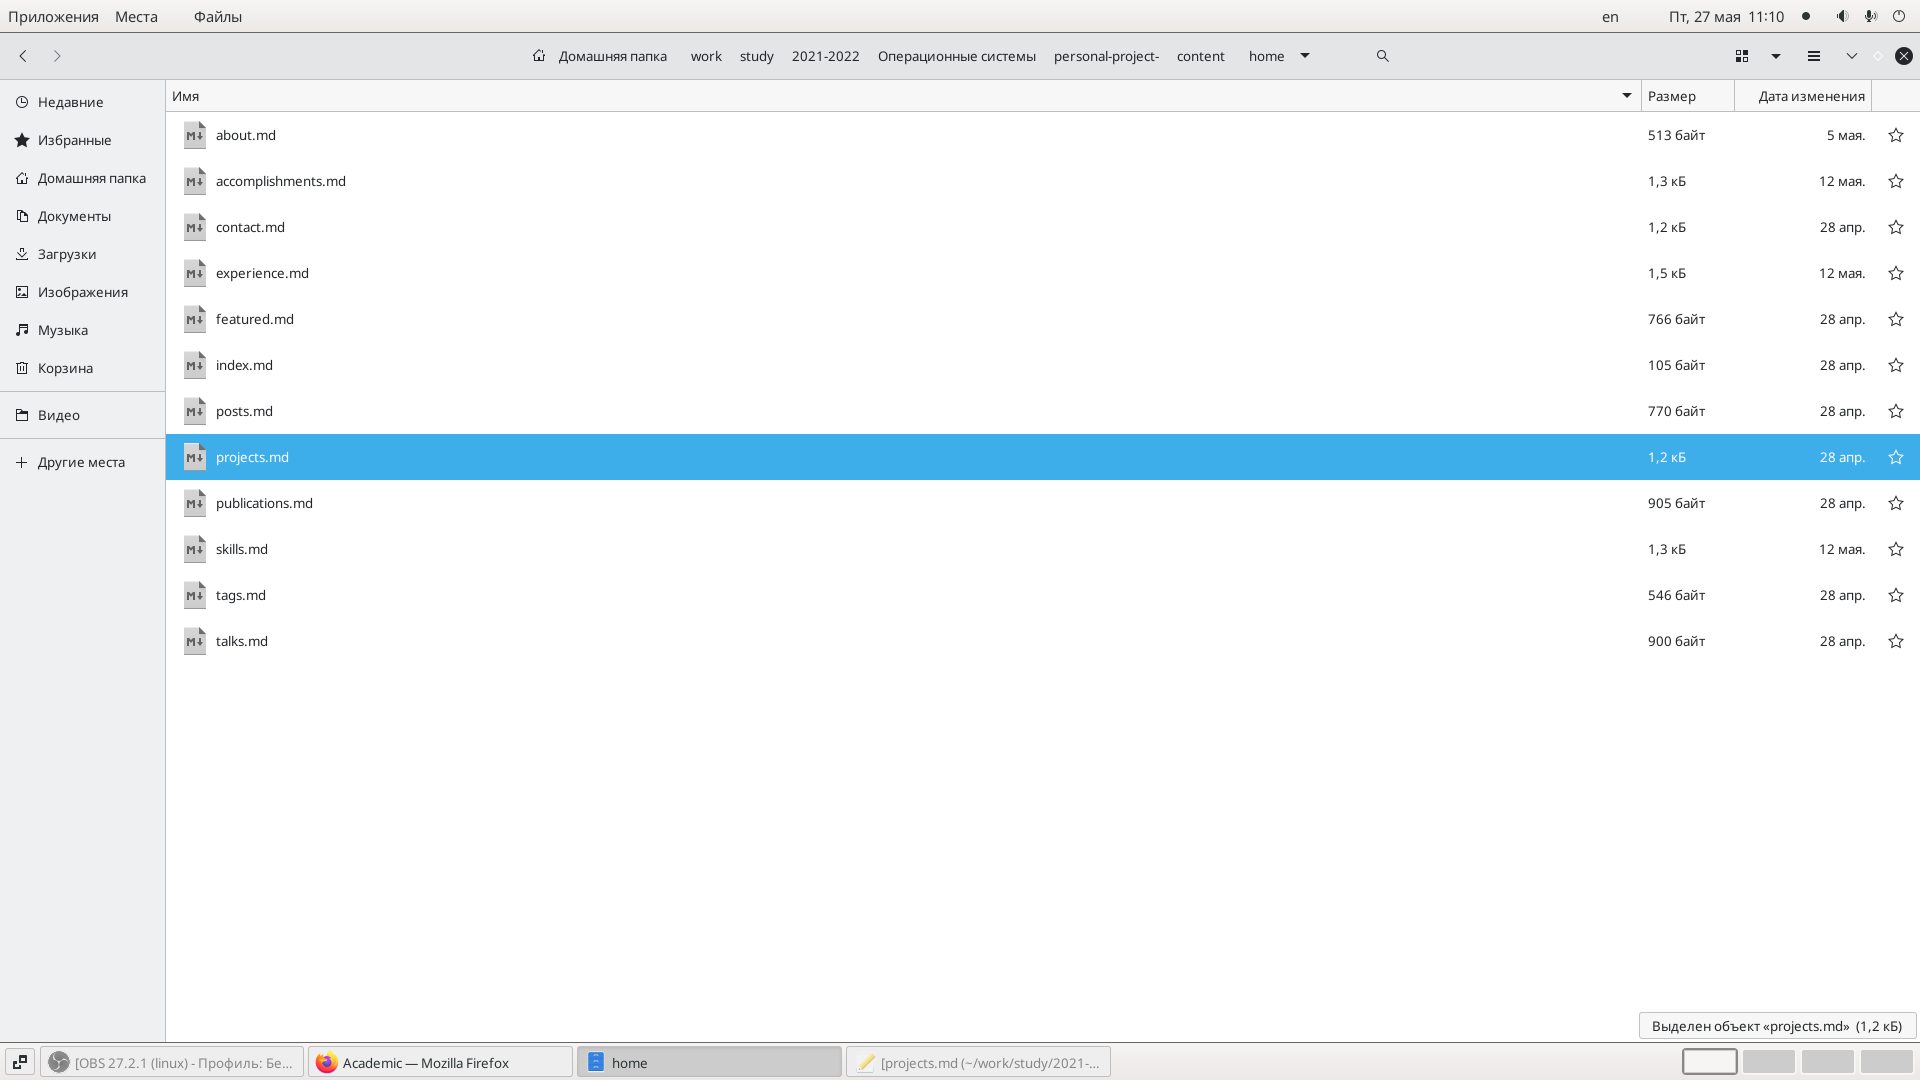 Приложения Места Файлы en Пт, 27 мая 11:10
Домашняя папка work study 2021-2022 Операционные системы personal-project- content home
Недавние
Избранные
Домашняя папка
Документы
Загрузки
Изображения
Музыка
Корзина
Видео
Другие места
Имя Размер Дата изменения
about.md 513 байт 5 мая.
accomplishments.md 1,3 кБ 12 мая.
contact.md 1,2 кБ 28 апр.
experience.md 1,5 кБ 12 мая.
featured.md 766 байт 28 апр.
index.md 105 байт 28 апр.
posts.md 770 байт 28 апр.
projects.md 1,2 кБ 28 апр.
publications.md 905 байт 28 апр.
skills.md 1,3 кБ 12 мая.
tags.md 546 байт 28 апр.
talks.md 900 байт 28 апр.
Выделен объект «projects.md» (1,2 кБ)
[OBS 27.2.1 (linux) - Профиль: Бе... Academic — Mozilla Firefox home [projects.md (~/work/study/2021-...